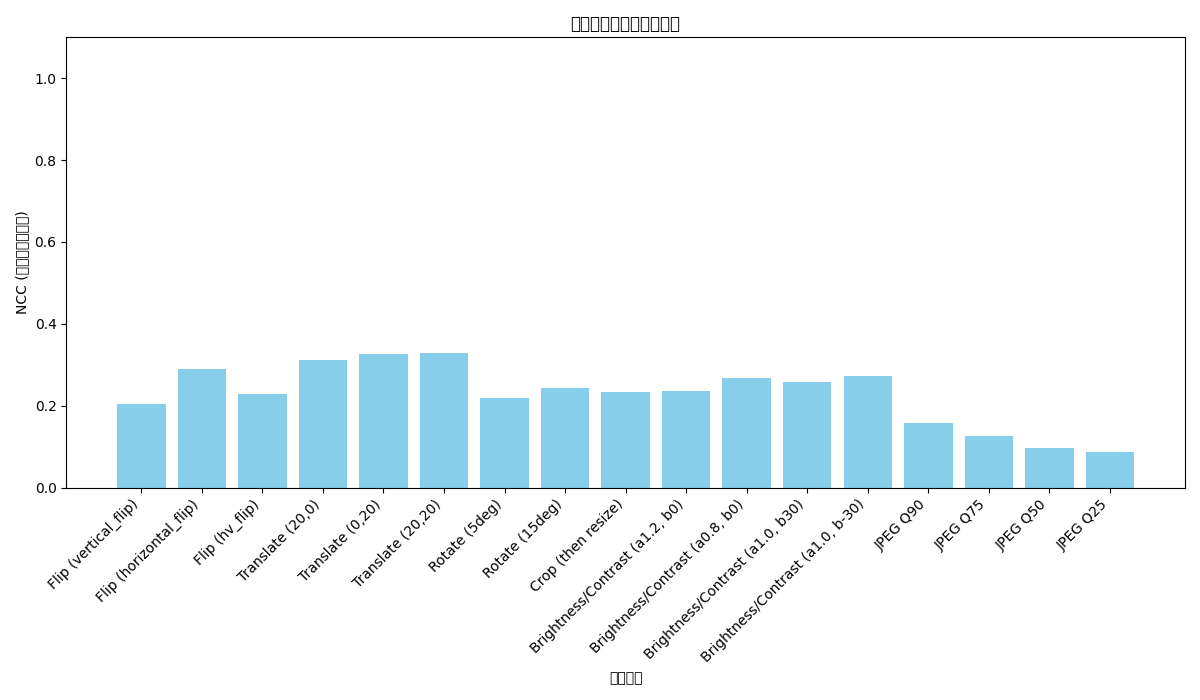 1.0
0.8
0.6
0.4
0.2
0.0
NCC
Flip (vertical_flip)
Flip (horizontal_flip)
Flip (hv_flip)
Translate (20,0)
Translate (0,20)
Translate (20,20)
Rotate (5deg)
Rotate (15deg)
Crop (then resize)
Brightness/Contrast (a1.2, b0)
Brightness/Contrast (a0.8, b0)
Brightness/Contrast (a1.0, b30)
Brightness/Contrast (a1.0, b-30)
JPEG Q90
JPEG Q75
JPEG Q50
JPEG Q25